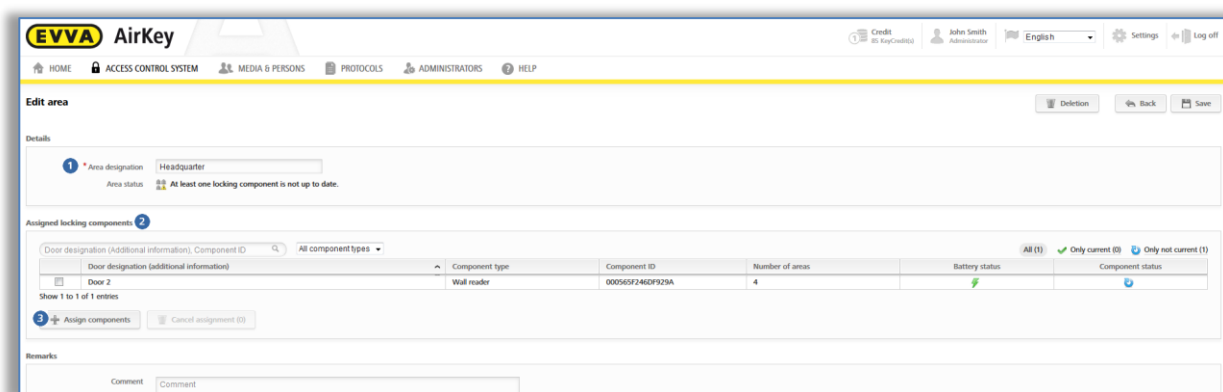 EVVA AirKey
Credit
85 KeyCredit(s)
John Smith
Administrator
English
Settings
Log off
HOME ACCESS CONTROL SYSTEM MEDIA & PERSONS PROTOCOLS ADMINISTRATORS HELP
Edit area
Deletion Back Save
Details
1 * Area designation Headquarter
Area status At least one locking component is not up to date.
Assigned locking components 2
Door designation (Additional information), Component ID All component types All (1) Only current (0) Only not current (1)
Door designation (additional information) Component type Component ID Number of areas Battery status Component status
Door 2 Wall reader 000565F246DF929A 4
Show 1 to 1 of 1 entries
3 Assign components Cancel assignment (0)
Remarks
Comment Comment